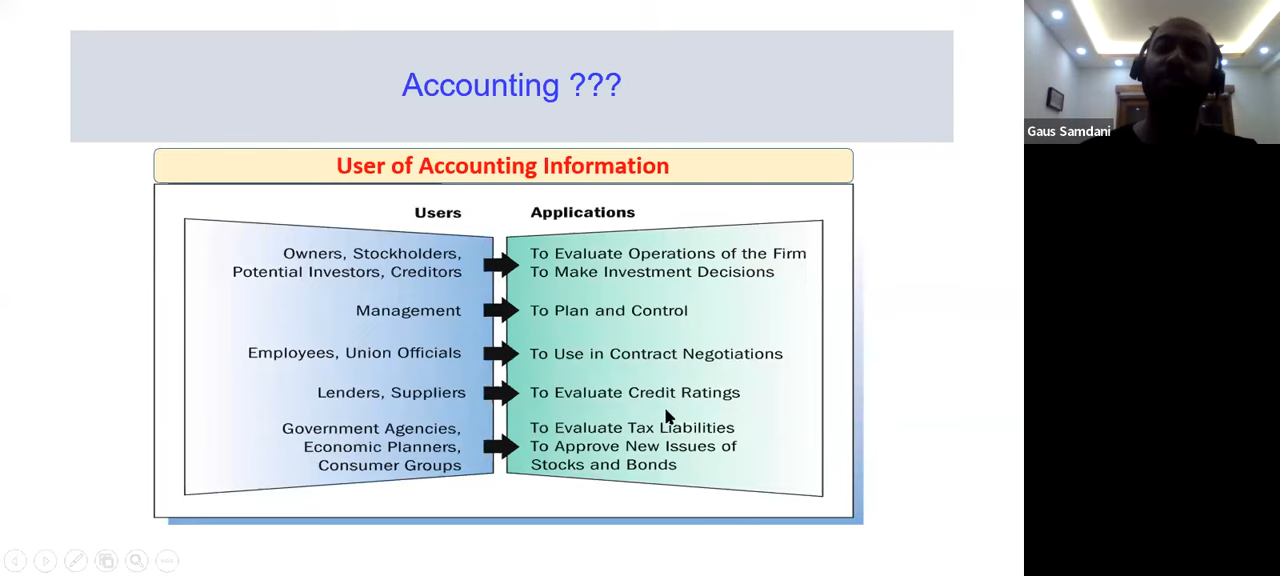 Accounting ???
User of Accounting Information
Users
Applications
Owners, Stockholders,
Potential Investors, Creditors
To Evaluate Operations of the Firm
To Make Investment Decisions
Management
To Plan and Control
Employees, Union Officials
To Use in Contract Negotiations
Lenders, Suppliers
To Evaluate Credit Ratings
Government Agencies,
Economic Planners,
Consumer Groups
To Evaluate Tax Liabilities
To Approve New Issues of
Stocks and Bonds
Gaus Samdani